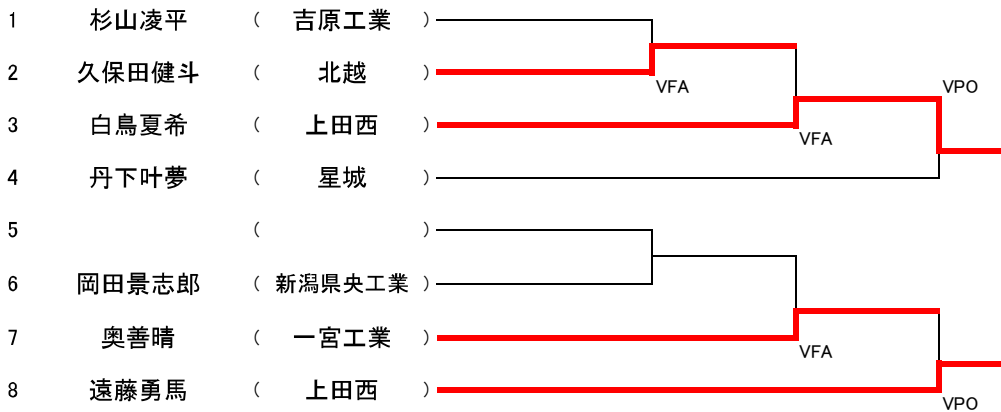 1 杉山凌平 ( 吉原工業 )
2 久保田健斗 ( 北越 )
VFA
VPO
3 白鳥夏希 ( 上田西 )
VFA
4 丹下叶夢 ( 星城 )
5 ( )
6 岡田景志郎 ( 新潟県央工業 )
7 奥善晴 ( 一宮工業 )
VFA
8 遠藤勇馬 ( 上田西 )
VPO